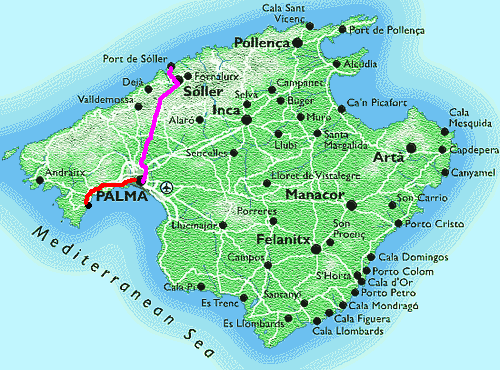 Cala Sant
Vicenç
Port de Pollença
Pollença
Port de Sóller
Alcúdia
Fornalutx
Dejà
Sóller
Campanet
Selva
Valldemossa
Búger
Ca'n Picafort
Inca
Muro
Alaró
Cala
Mesquida
Santa
Margalida
Llubí
Sencelles
Artà
Capdepera
Andràitx
Lloret de Vistalegre
Canyamel
PALMA
Manacor
Son Carrio
Porreres
Son
Proenç
Porto Cristo
Llucmajor
Felanitx
Mediterranean Sea
Campos
Cala Domingos
S'Horta
Porto Colom
Cala d'Or
Cala Pi
Porto Petro
Es Trenc
Santanyi
Cala Mondragó
Es Llombards
Cala Figuera
Cala Llombards